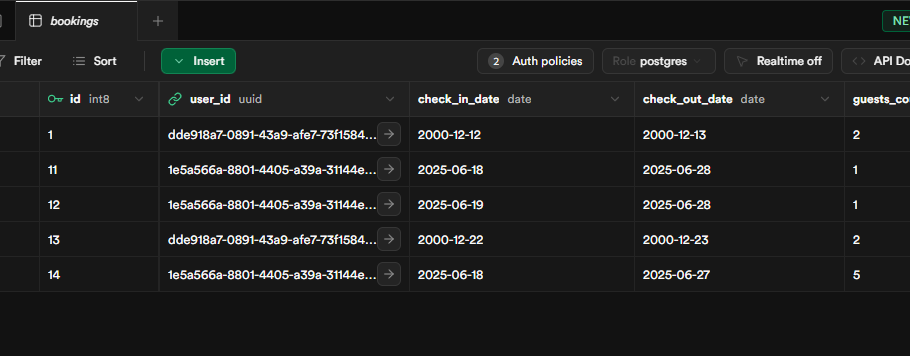 bookings
+
NE
Filter Sort Insert 2 Auth policies Role postgres Realtime off API Do
id int8 user_id uuid check_in_date date check_out_date date guests_co
1 dde918a7-0891-43a9-afe7-73f1584... 2000-12-12 2000-12-13 2
11 1e5a566a-8801-4405-a39a-31144e... 2025-06-18 2025-06-28 1
12 1e5a566a-8801-4405-a39a-31144e... 2025-06-19 2025-06-28 1
13 dde918a7-0891-43a9-afe7-73f1584... 2000-12-22 2000-12-23 2
14 1e5a566a-8801-4405-a39a-31144e... 2025-06-18 2025-06-27 5